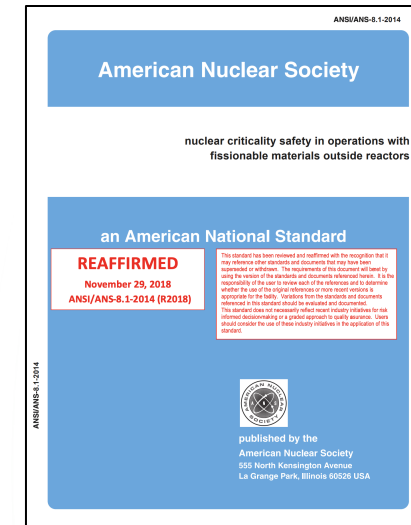 ANSI/ANS-8.1-2014
American Nuclear Society
nuclear criticality safety in operations with
fissionable materials outside reactors
an American National Standard
REAFFIRMED
November 29, 2018
ANSI/ANS-8.1-2014 (R2018)
This standard has been reviewed and reaffirmed with the recognition that it
may reference other standards and documents that may have been
superseded or withdrawn. The requirements of this document will be met by
using the version of the standards and documents referenced herein. It is the
responsibility of the user to review each of the references and to determine
whether the use of the original references or more recent versions is
appropriate for the facility. Variations from the standards and documents
referenced in this standard should be evaluated and documented.
This standard does not necessarily reflect recent industry initiatives for risk
informed decision-making or a graded approach to quality assurance. Users
should consider the use of these industry initiatives in the application of this
standard.
ANSI/ANS-8.1-2014
AMERICAN NUCLEAR
SOCIETY
published by the
American Nuclear Society
555 North Kensington Avenue
La Grange Park, Illinois 60526 USA